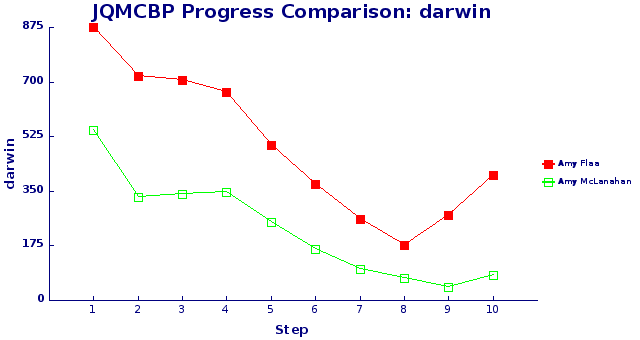 JQMCBP Progress Comparison: darwin
875
700
525
350
175
0
darwin
1 2 3 4 5 6 7 8 9 10
Step
Amy Flaa
Amy McLanahan